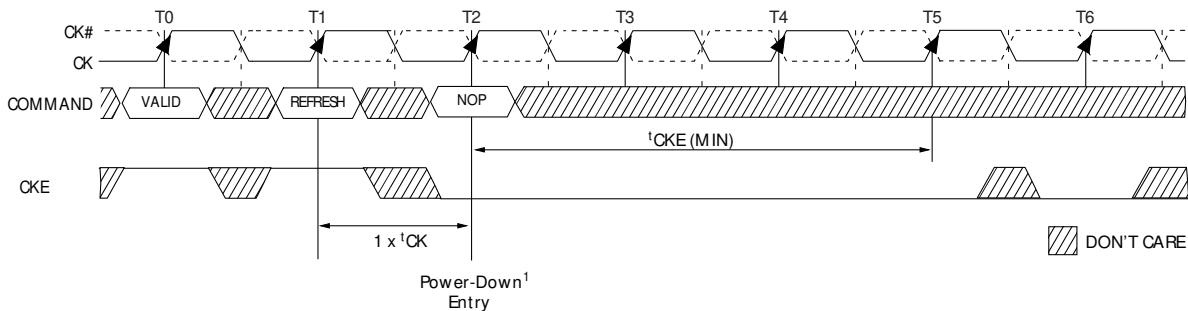 T0 T1 T2 T3 T4 T5 T6
CK#
CK
COMMAND VALID REFRESH NOP
tCKE (MIN)
CKE
1 x tCK
DON'T CARE
Power-Down1
Entry